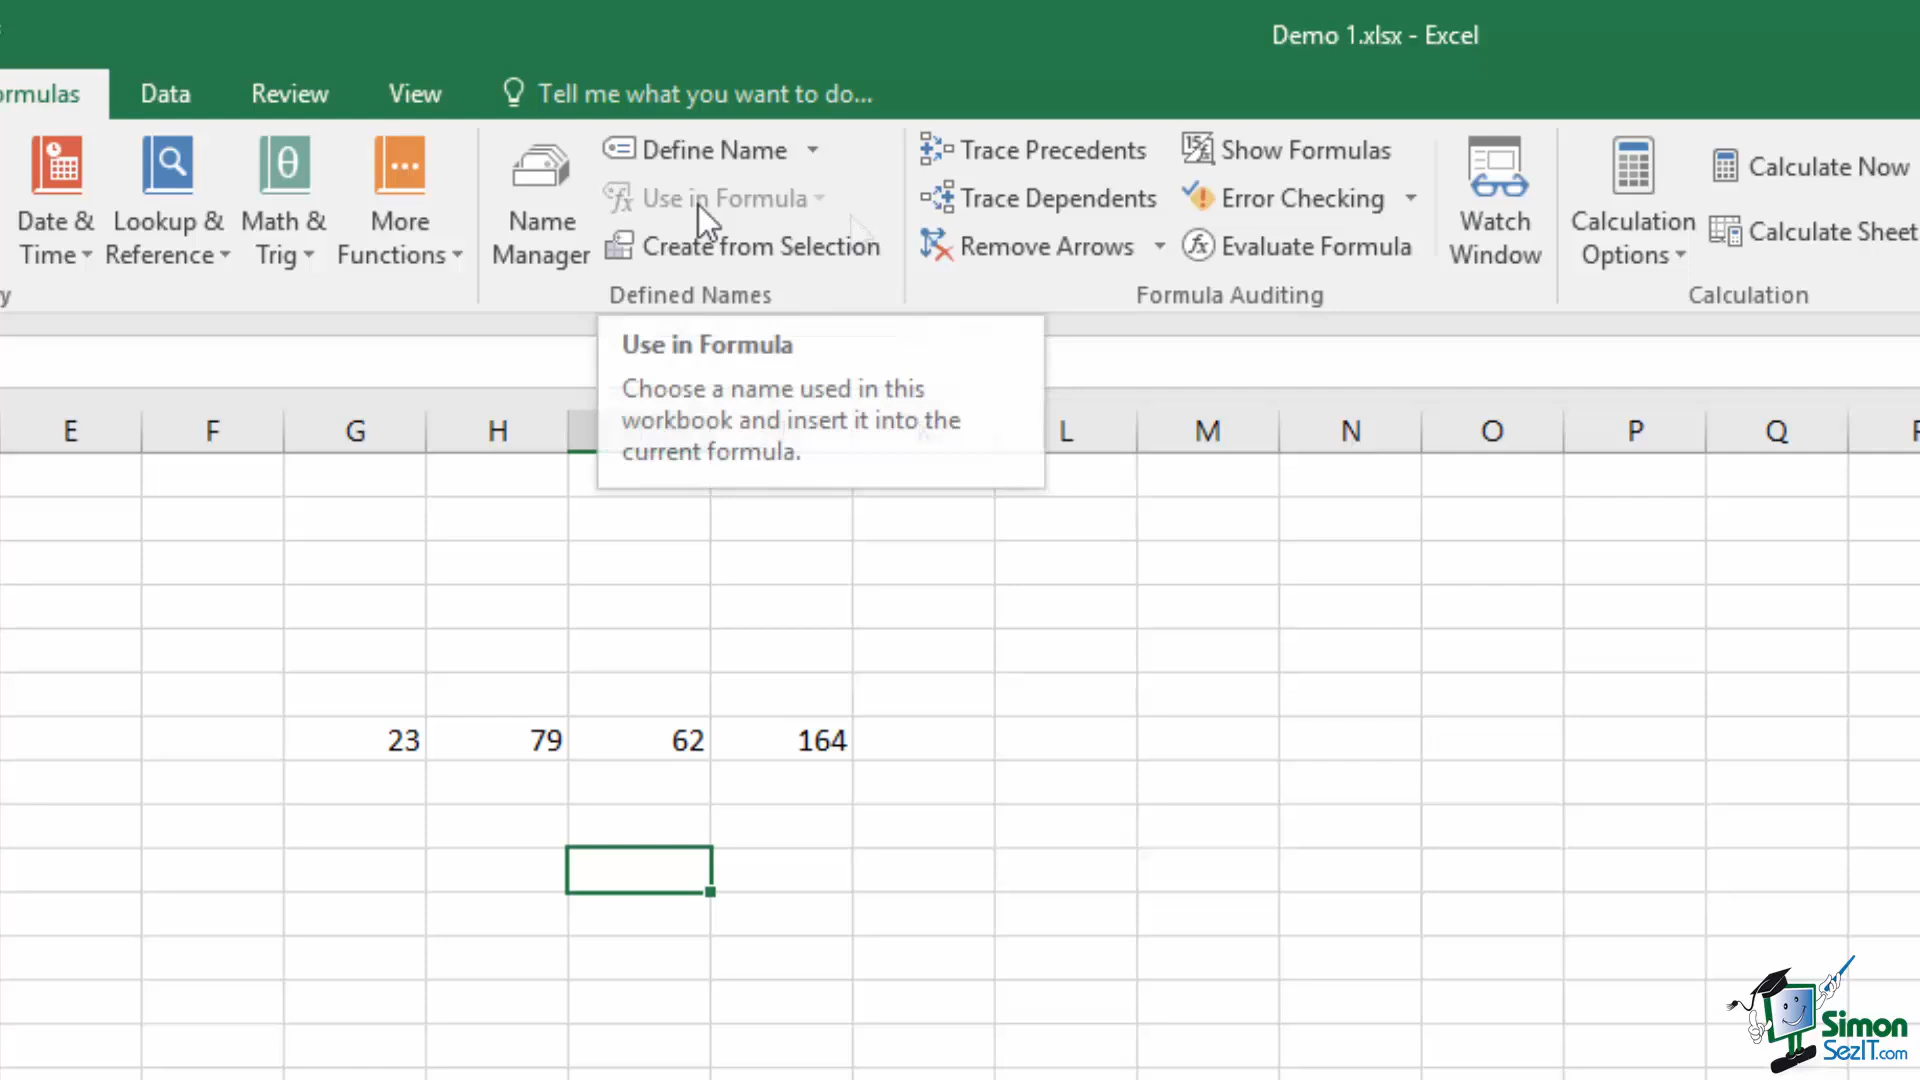 Demo 1.xlsx - Excel
ormulas Data Review View Tell me what you want to do...
Date & Time
Lookup & Reference
Math & Trig
More Functions
Name Manager
Define Name
Use in Formula
Create from Selection
Defined Names
Trace Precedents
Trace Dependents
Remove Arrows
Show Formulas
Error Checking
Evaluate Formula
Formula Auditing
Watch Window
Calculation Options
Calculate Now
Calculate Sheet
Calculation
y
Use in Formula
Choose a name used in this
workbook and insert it into the
current formula.
E F G H L M N O P Q
23 79 62 164
Simon
SezIT.com